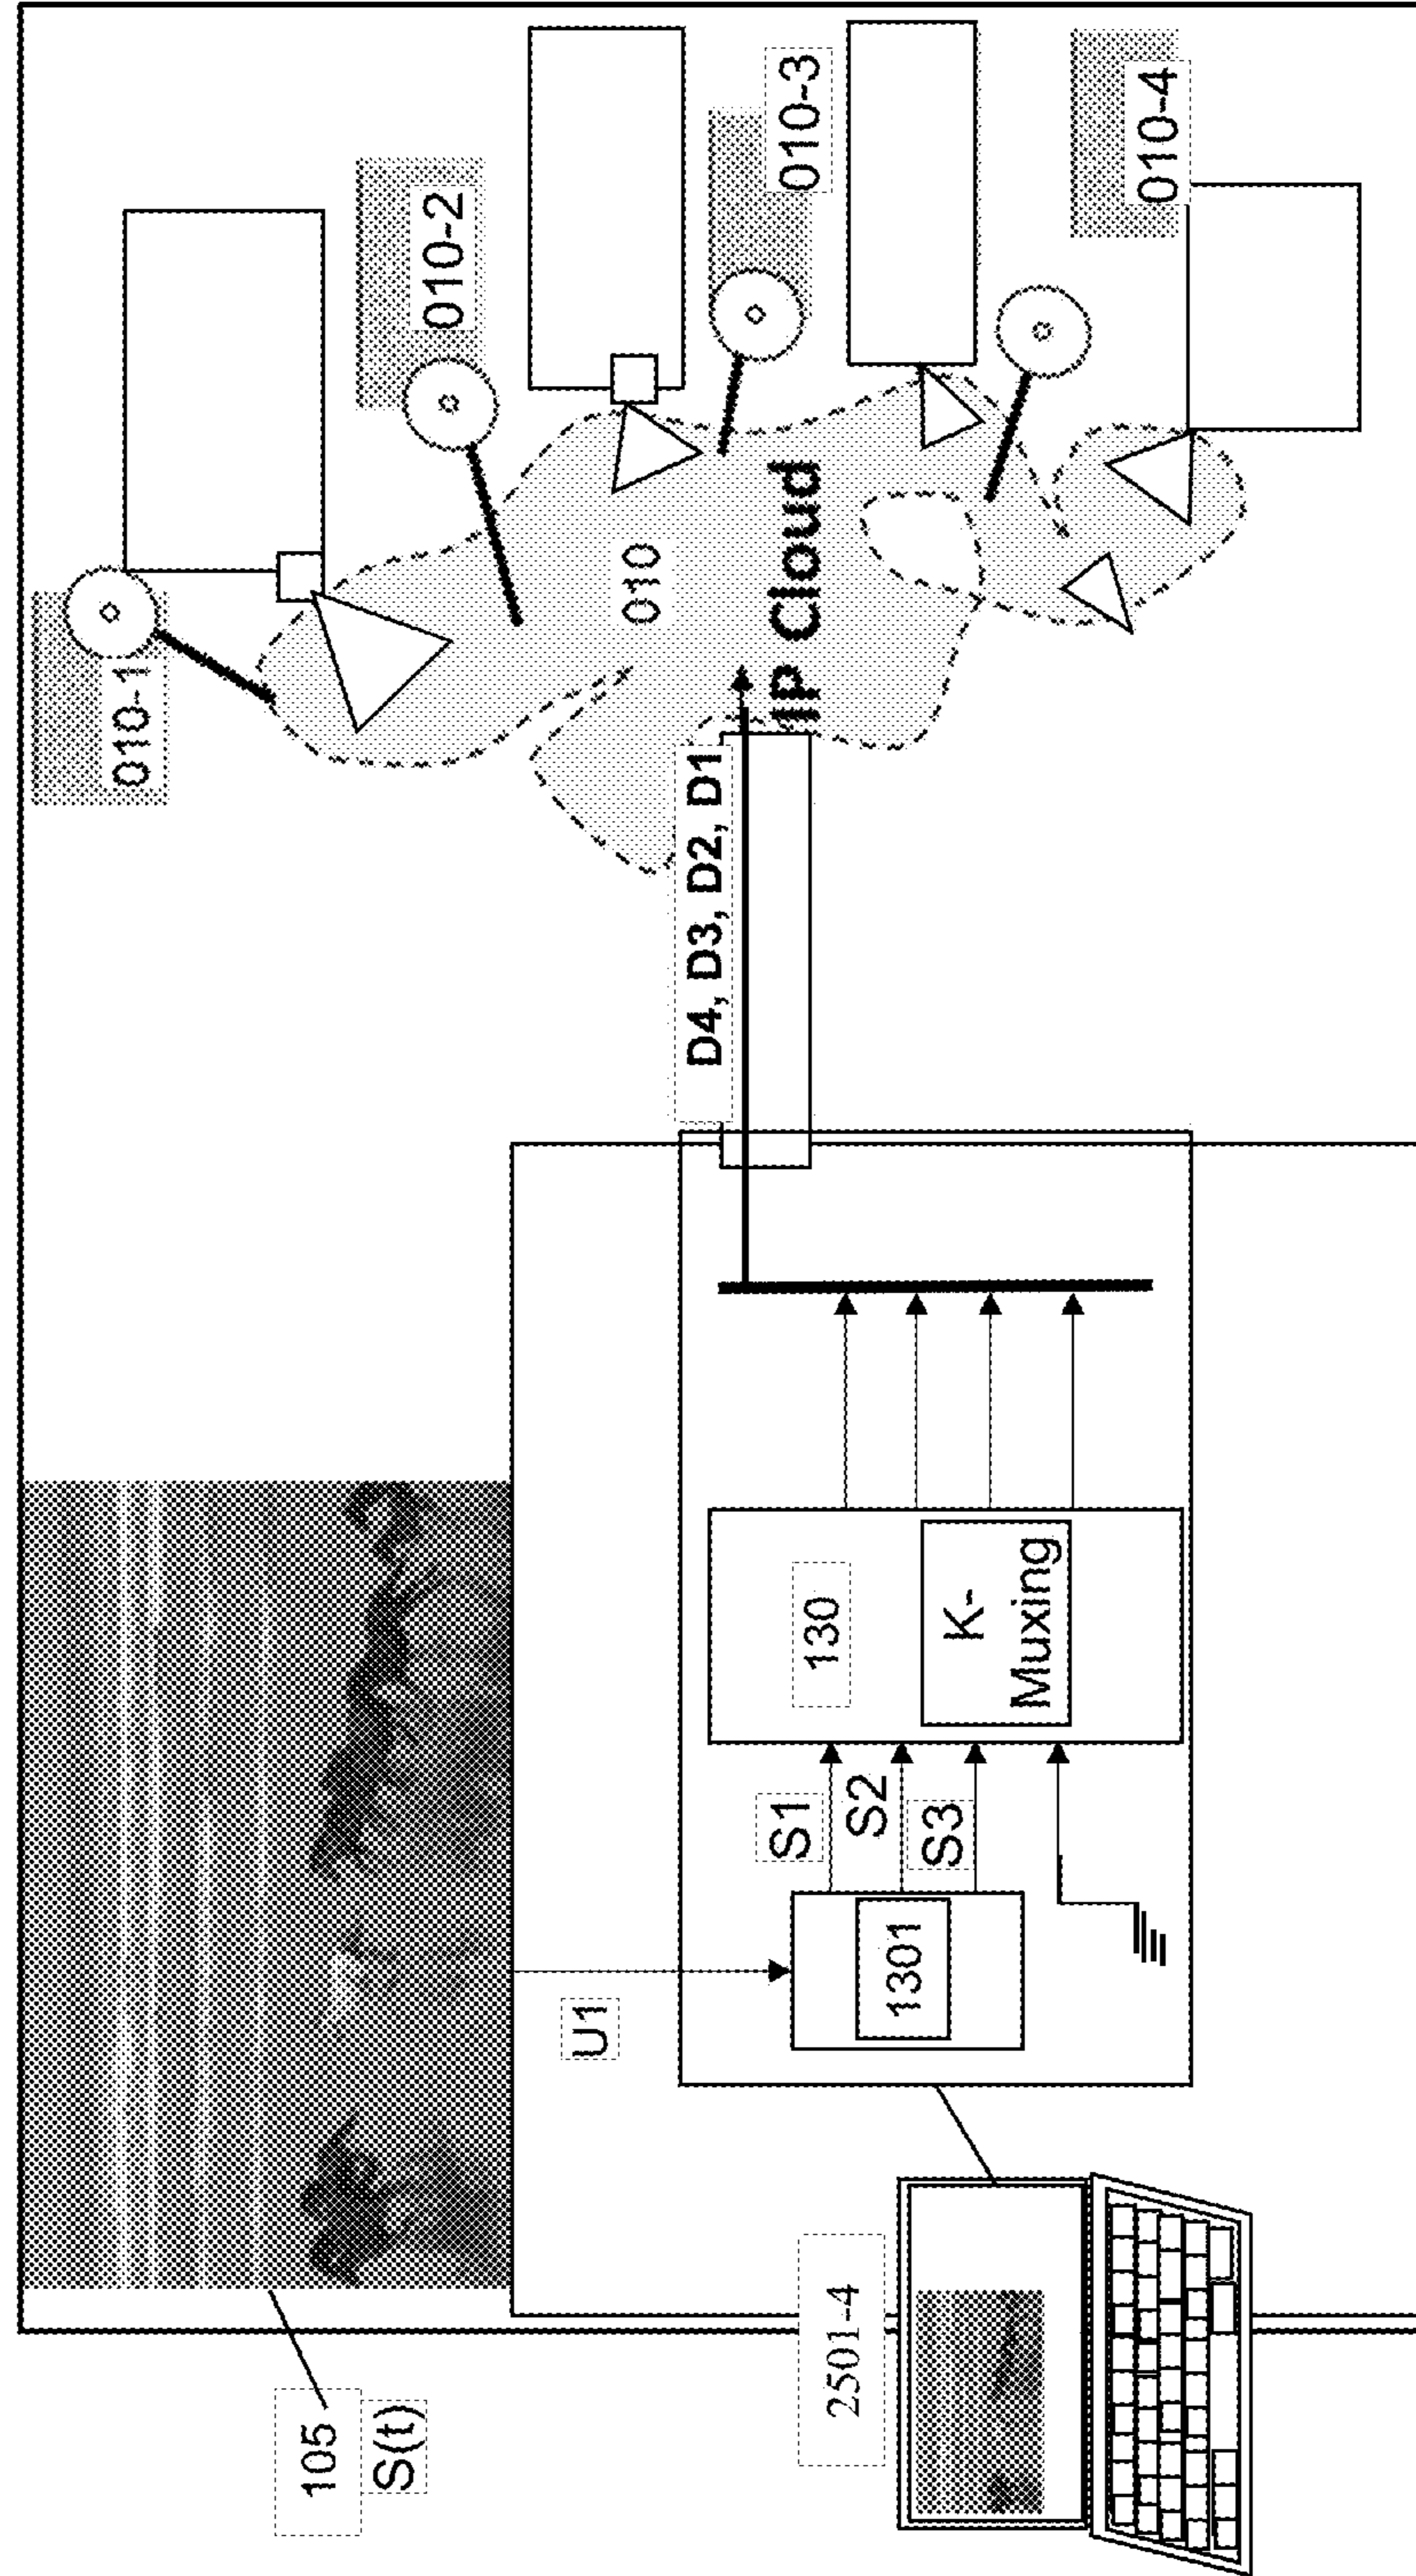 105
S(t)
2501-4
U1
1301
S1
S2
S3
130
K-
Muxing
D4, D3, D2, D1
010
IP Cloud
010-1
010-2
010-3
010-4